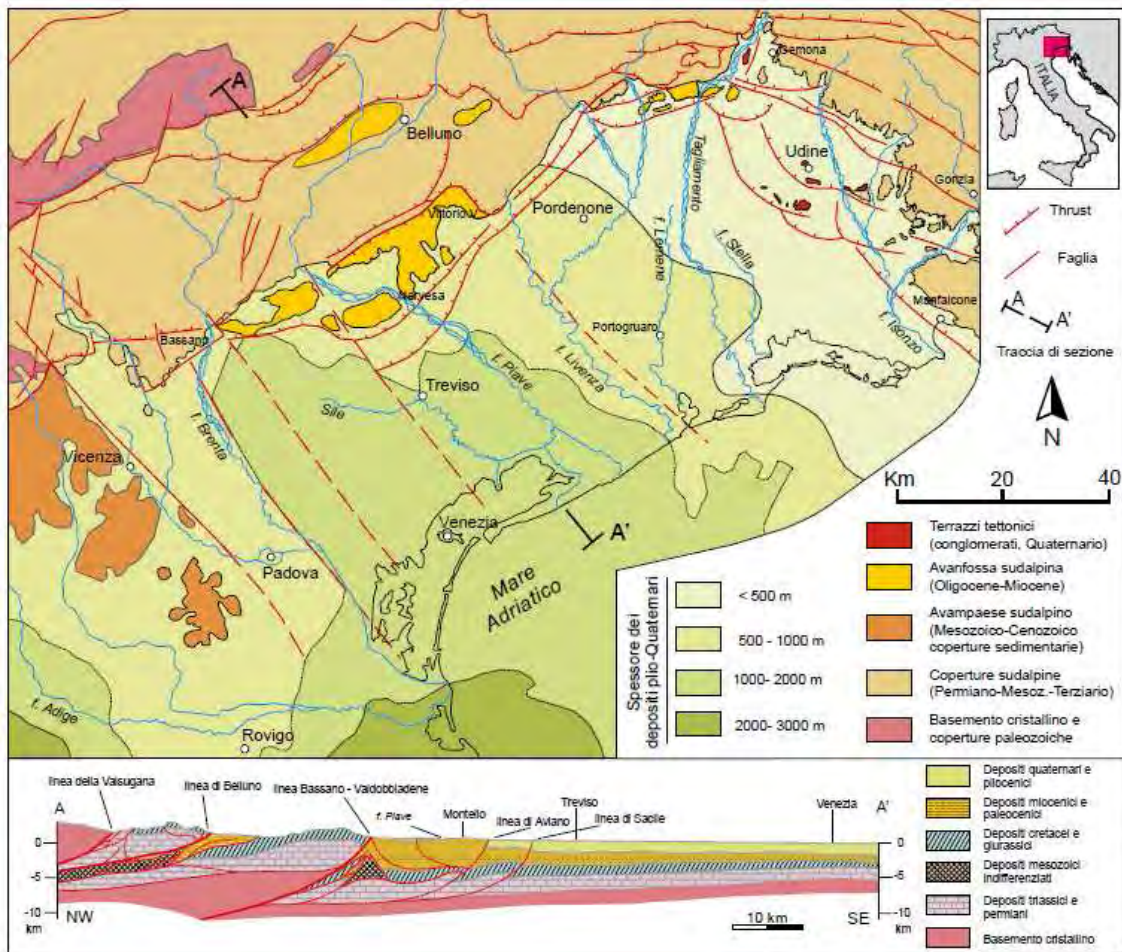 Gemona
A
Belluno
Udine
Tagliamento
Gorizia
ITALIA
Thrust
Faglia
A
A'
Traccia di sezione
N
Km 20 40
Vittorio V.
Pordenone
f. Lemene
f. Stella
Monfalcone
f. Isonzo
Nervesa
Portogruaro
Bassano
f. Piave
f. Livenza
Treviso
Sile
f. Brenta
Vicenza
Venezia
A'
Padova
Mare
Adriatico
f. Adige
Rovigo
Spessore dei
depositi plio-Quaternari
< 500 m
500 - 1000 m
1000- 2000 m
2000- 3000 m
Terrazzi tettonici
(conglomerati, Quaternario)
Avanfossa sudalpina
(Oligocene-Miocene)
Avampaese sudalpino
(Mesozoico-Cenozoico
coperture sedimentarie)
Coperture sudalpine
(Permiano-Mesoz.-Terziario)
Basemento cristallino e
coperture paleozoiche
linea della Valsugana
linea di Belluno
linea Bassano - Valdobbiadene
f. Piave
Montello
linea di Aviano
Treviso
linea di Sacile
Venezia
A
A'
0
-5
-10
km
NW
SE
10 km
0
-5
-10
km
Depositi quaternari e
pliocenici
Depositi miocenici e
paleocenici
Depositi cretacei e
giurassici
Depositi mesozoici
indifferenziati
Depositi triassici e
permiani
Basemento cristallino